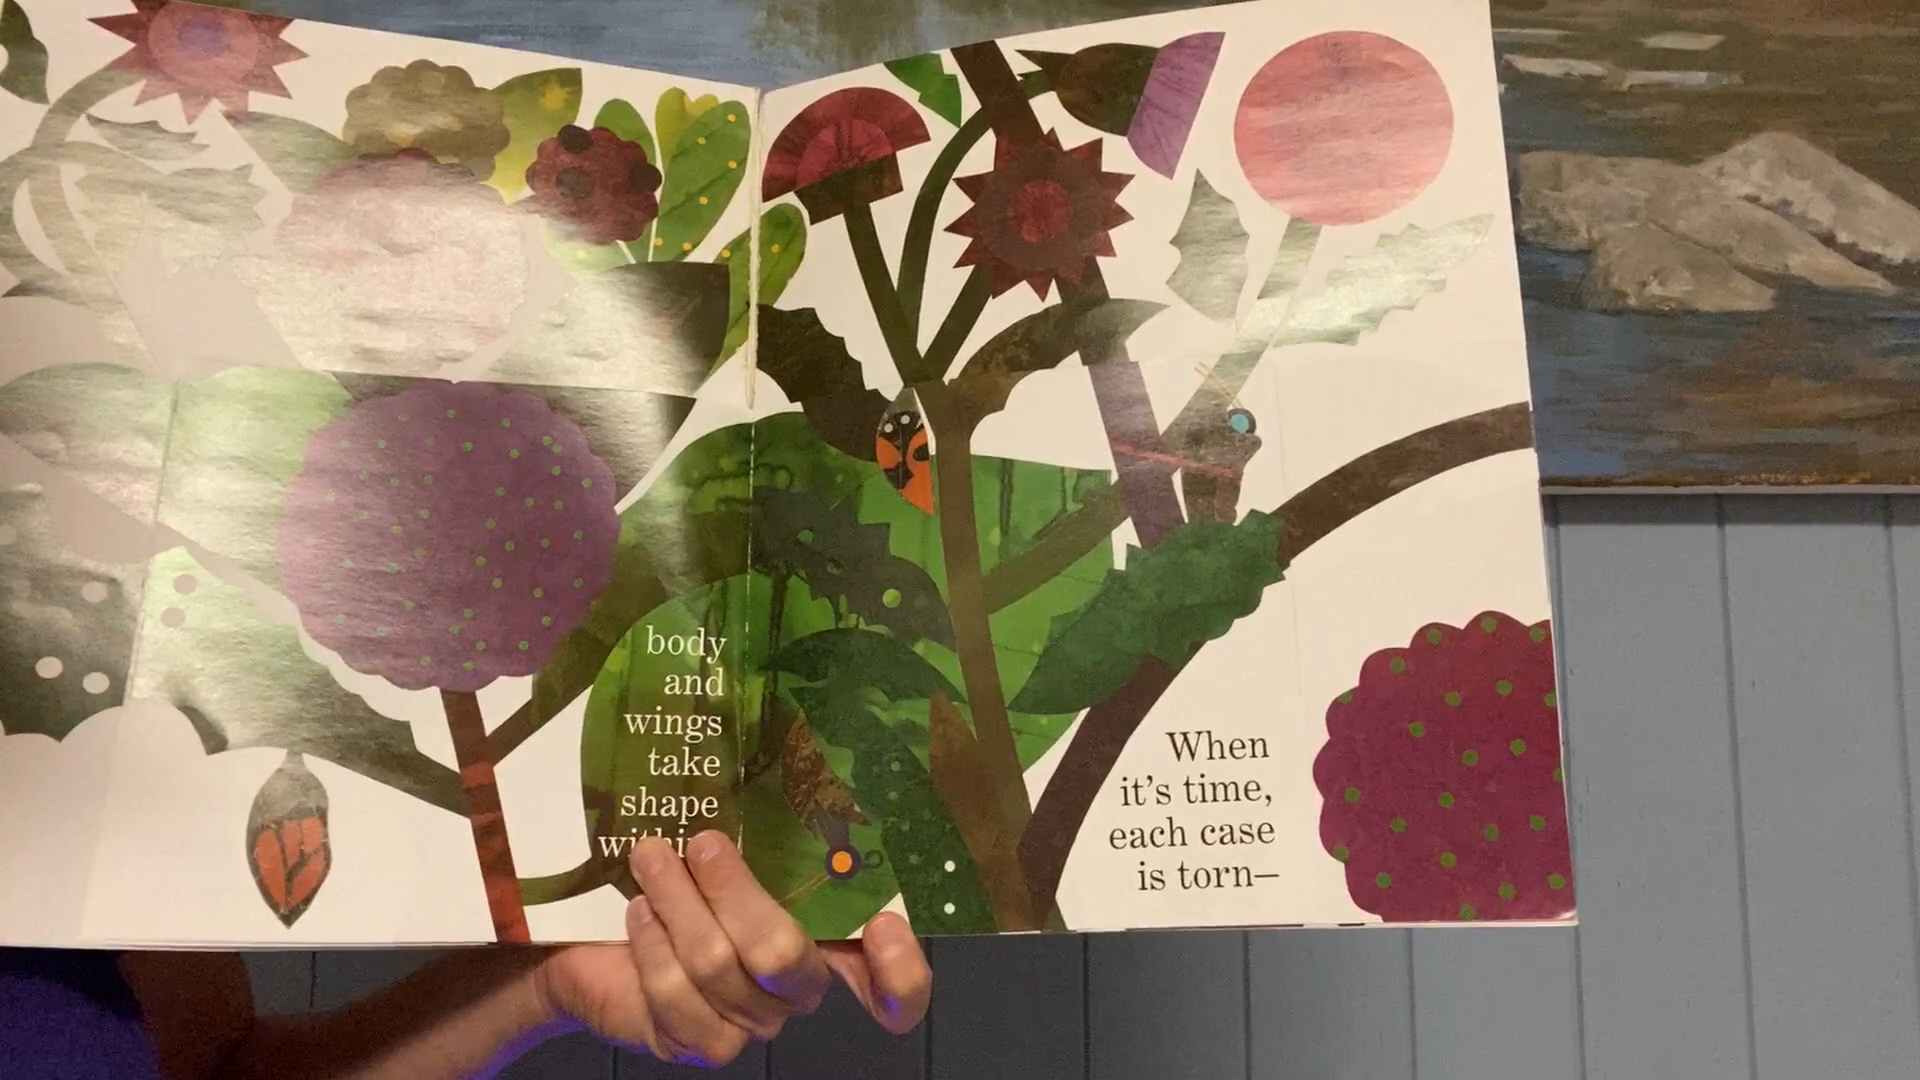 body
and
wings
take
shape
within
When
it's time,
each case
is torn—